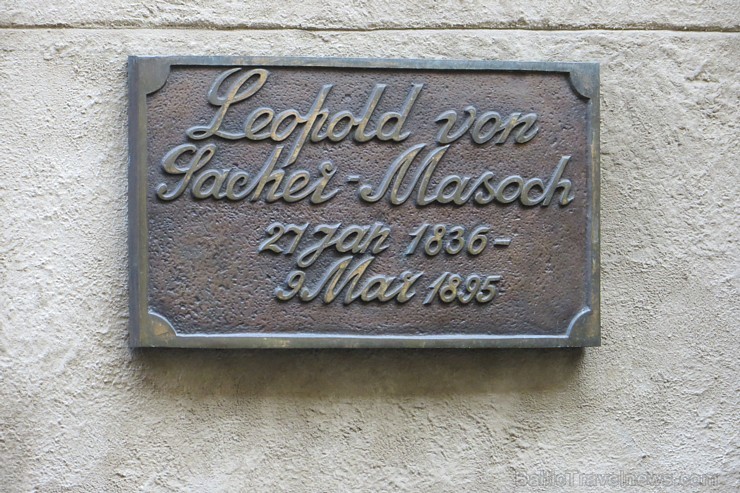 Leopold von
Sacher-Masoch
27 Jan 1836-
9 Mar 1895
BalticTravelnews.com